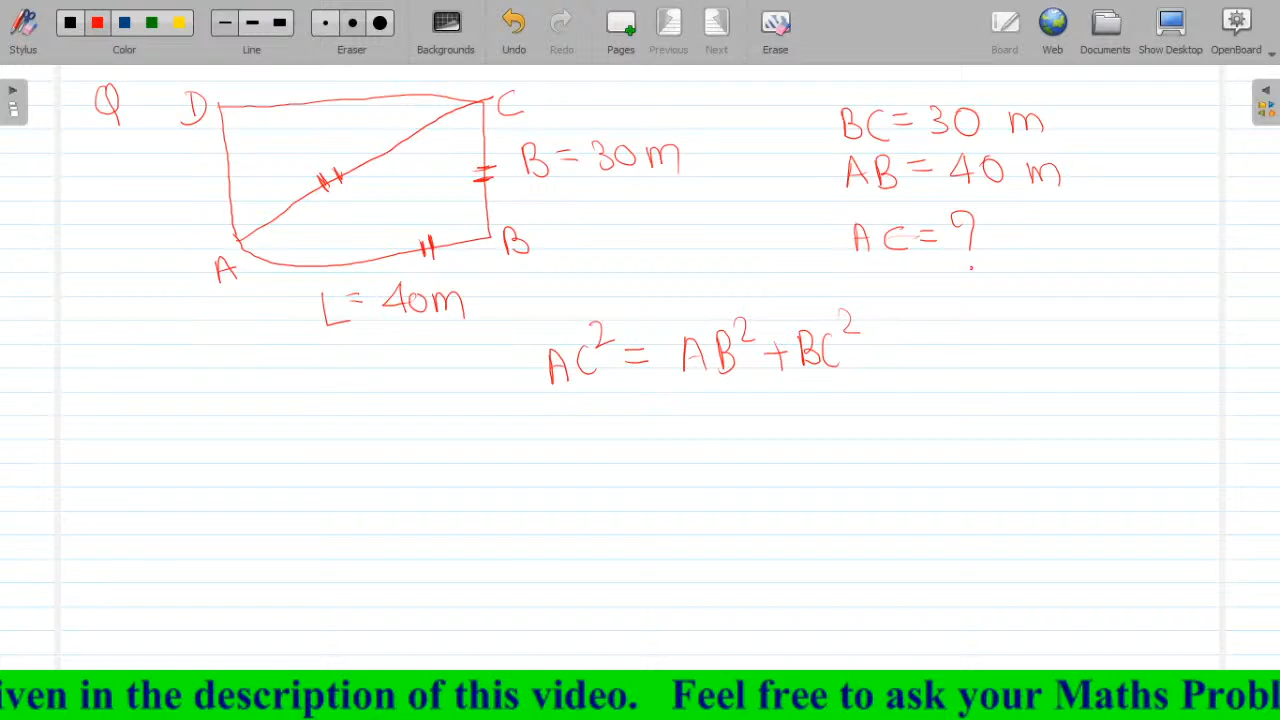 Stylus
Color
Line
Eraser
Backgrounds
Undo
Redo
Pages
Previous
Next
Erase
Board
Web
Documents
Show Desktop
OpenBoard
Q
D
C
B = 30m
A
B
L = 40m
BC = 30 m
AB = 40 m
AC = ?
AC² = AB² + BC²
iven in the description of this video. Feel free to ask your Maths Probl